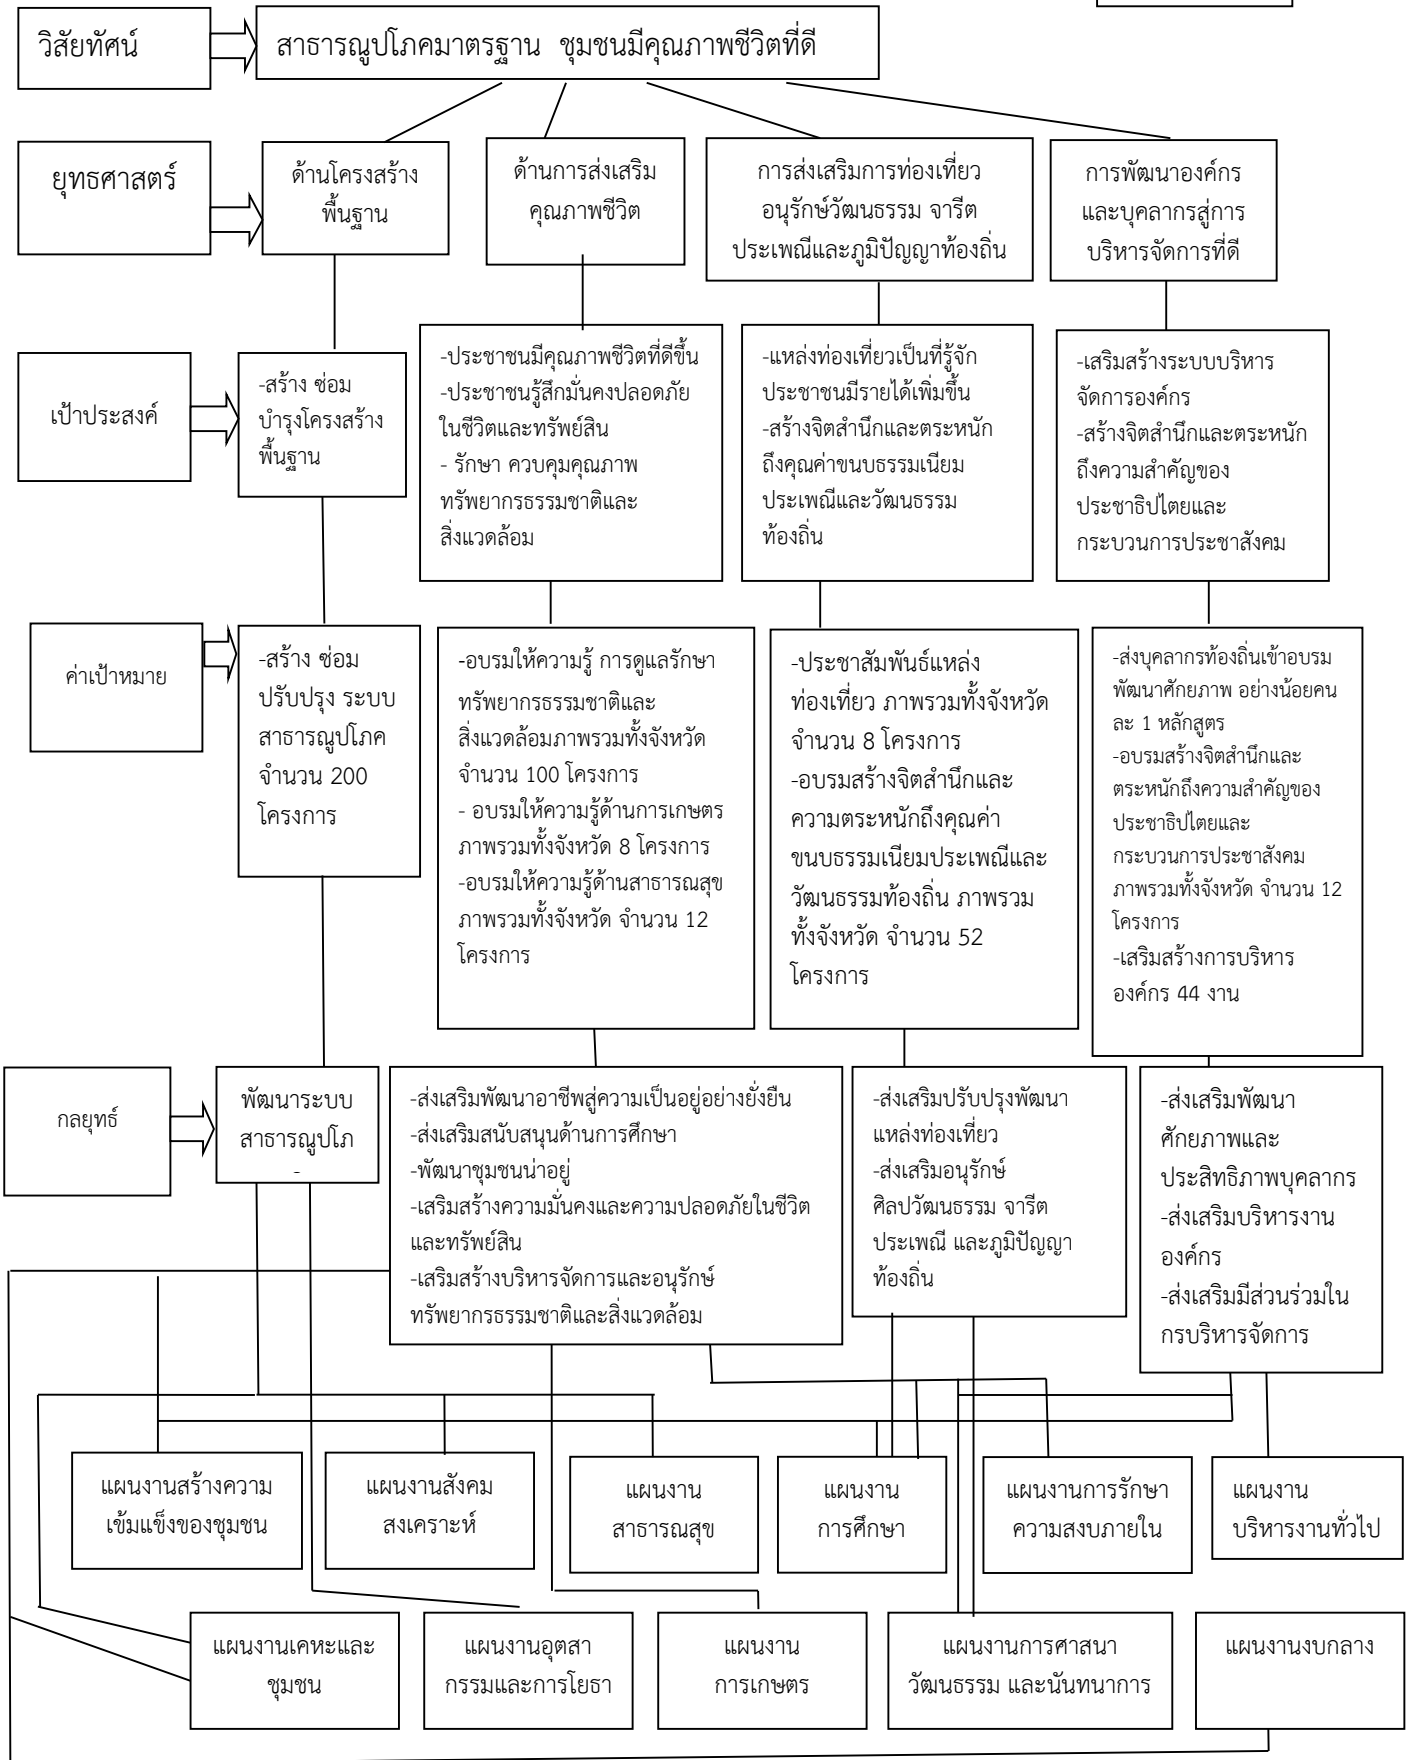 วิสัยทัศน์
สาธารณูปโภคมาตรฐาน ชุมชนมีคุณภาพชีวิตที่ดี
ยุทธศาสตร์
ด้านโครงสร้าง
พื้นฐาน
ด้านการส่งเสริม
คุณภาพชีวิต
การส่งเสริมการท่องเที่ยว
อนุรักษ์วัฒนธรรม จารีต
ประเพณีและภูมิปัญญาท้องถิ่น
การพัฒนาองค์กร
และบุคลากรสู่การ
บริหารจัดการที่ดี
เป้าประสงค์
-สร้าง ซ่อม
บำรุงโครงสร้าง
พื้นฐาน
-ประชาชนมีคุณภาพชีวิตที่ดีขึ้น
-ประชาชนรู้สึกมั่นคงปลอดภัย
ในชีวิตและทรัพย์สิน
- รักษา ควบคุมคุณภาพ
ทรัพยากรธรรมชาติและ
สิ่งแวดล้อม
-แหล่งท่องเที่ยวเป็นที่รู้จัก
ประชาชนมีรายได้เพิ่มขึ้น
-สร้างจิตสำนึกและตระหนัก
ถึงคุณค่าขนบธรรมเนียม
ประเพณีและวัฒนธรรม
ท้องถิ่น
-เสริมสร้างระบบบริหาร
จัดการองค์กร
-สร้างจิตสำนึกและตระหนัก
ถึงความสำคัญของ
ประชาธิปไตยและ
กระบวนการประชาสังคม
ค่าเป้าหมาย
-สร้าง ซ่อม
ปรับปรุง ระบบ
สาธารณูปโภค
จำนวน 200
โครงการ
-อบรมให้ความรู้ การดูแลรักษา
ทรัพยากรธรรมชาติและ
สิ่งแวดล้อมภาพรวมทั้งจังหวัด
จำนวน 100 โครงการ
- อบรมให้ความรู้ด้านการเกษตร
ภาพรวมทั้งจังหวัด 8 โครงการ
-อบรมให้ความรู้ด้านสาธารณสุข
ภาพรวมทั้งจังหวัด จำนวน 12
โครงการ
-ประชาสัมพันธ์แหล่ง
ท่องเที่ยว ภาพรวมทั้งจังหวัด
จำนวน 8 โครงการ
-อบรมสร้างจิตสำนึกและ
ความตระหนักถึงคุณค่า
ขนบธรรมเนียมประเพณีและ
วัฒนธรรมท้องถิ่น ภาพรวม
ทั้งจังหวัด จำนวน 52
โครงการ
-ส่งบุคลากรท้องถิ่นเข้าอบรม
พัฒนาศักยภาพ อย่างน้อยคน
ละ 1 หลักสูตร
-อบรมสร้างจิตสำนึกและ
ตระหนักถึงความสำคัญของ
ประชาธิปไตยและ
กระบวนการประชาสังคม
ภาพรวมทั้งจังหวัด จำนวน 12
โครงการ
-เสริมสร้างการบริหาร
องค์กร 44 งาน
กลยุทธ์
พัฒนาระบบ
สาธารณูปโภ
-ส่งเสริมพัฒนาอาชีพสู่ความเป็นอยู่อย่างยั่งยืน
-ส่งเสริมสนับสนุนด้านการศึกษา
-พัฒนาชุมชนน่าอยู่
-เสริมสร้างความมั่นคงและความปลอดภัยในชีวิต
และทรัพย์สิน
-เสริมสร้างบริหารจัดการและอนุรักษ์
ทรัพยากรธรรมชาติและสิ่งแวดล้อม
-ส่งเสริมปรับปรุงพัฒนา
แหล่งท่องเที่ยว
-ส่งเสริมอนุรักษ์
ศิลปวัฒนธรรม จารีต
ประเพณี และภูมิปัญญา
ท้องถิ่น
-ส่งเสริมพัฒนา
ศักยภาพและ
ประสิทธิภาพบุคลากร
-ส่งเสริมบริหารงาน
องค์กร
-ส่งเสริมมีส่วนร่วมใน
กรบริหารจัดการ
แผนงานสร้างความ
เข้มแข็งของชุมชน
แผนงานสังคม
สงเคราะห์
แผนงาน
สาธารณสุข
แผนงาน
การศึกษา
แผนงานการรักษา
ความสงบภายใน
แผนงาน
บริหารงานทั่วไป
แผนงานเคหะและ
ชุมชน
แผนงานอุตสา
กรรมและการโยธา
แผนงาน
การเกษตร
แผนงานการศาสนา
วัฒนธรรม และนันทนาการ
แผนงานงบกลาง